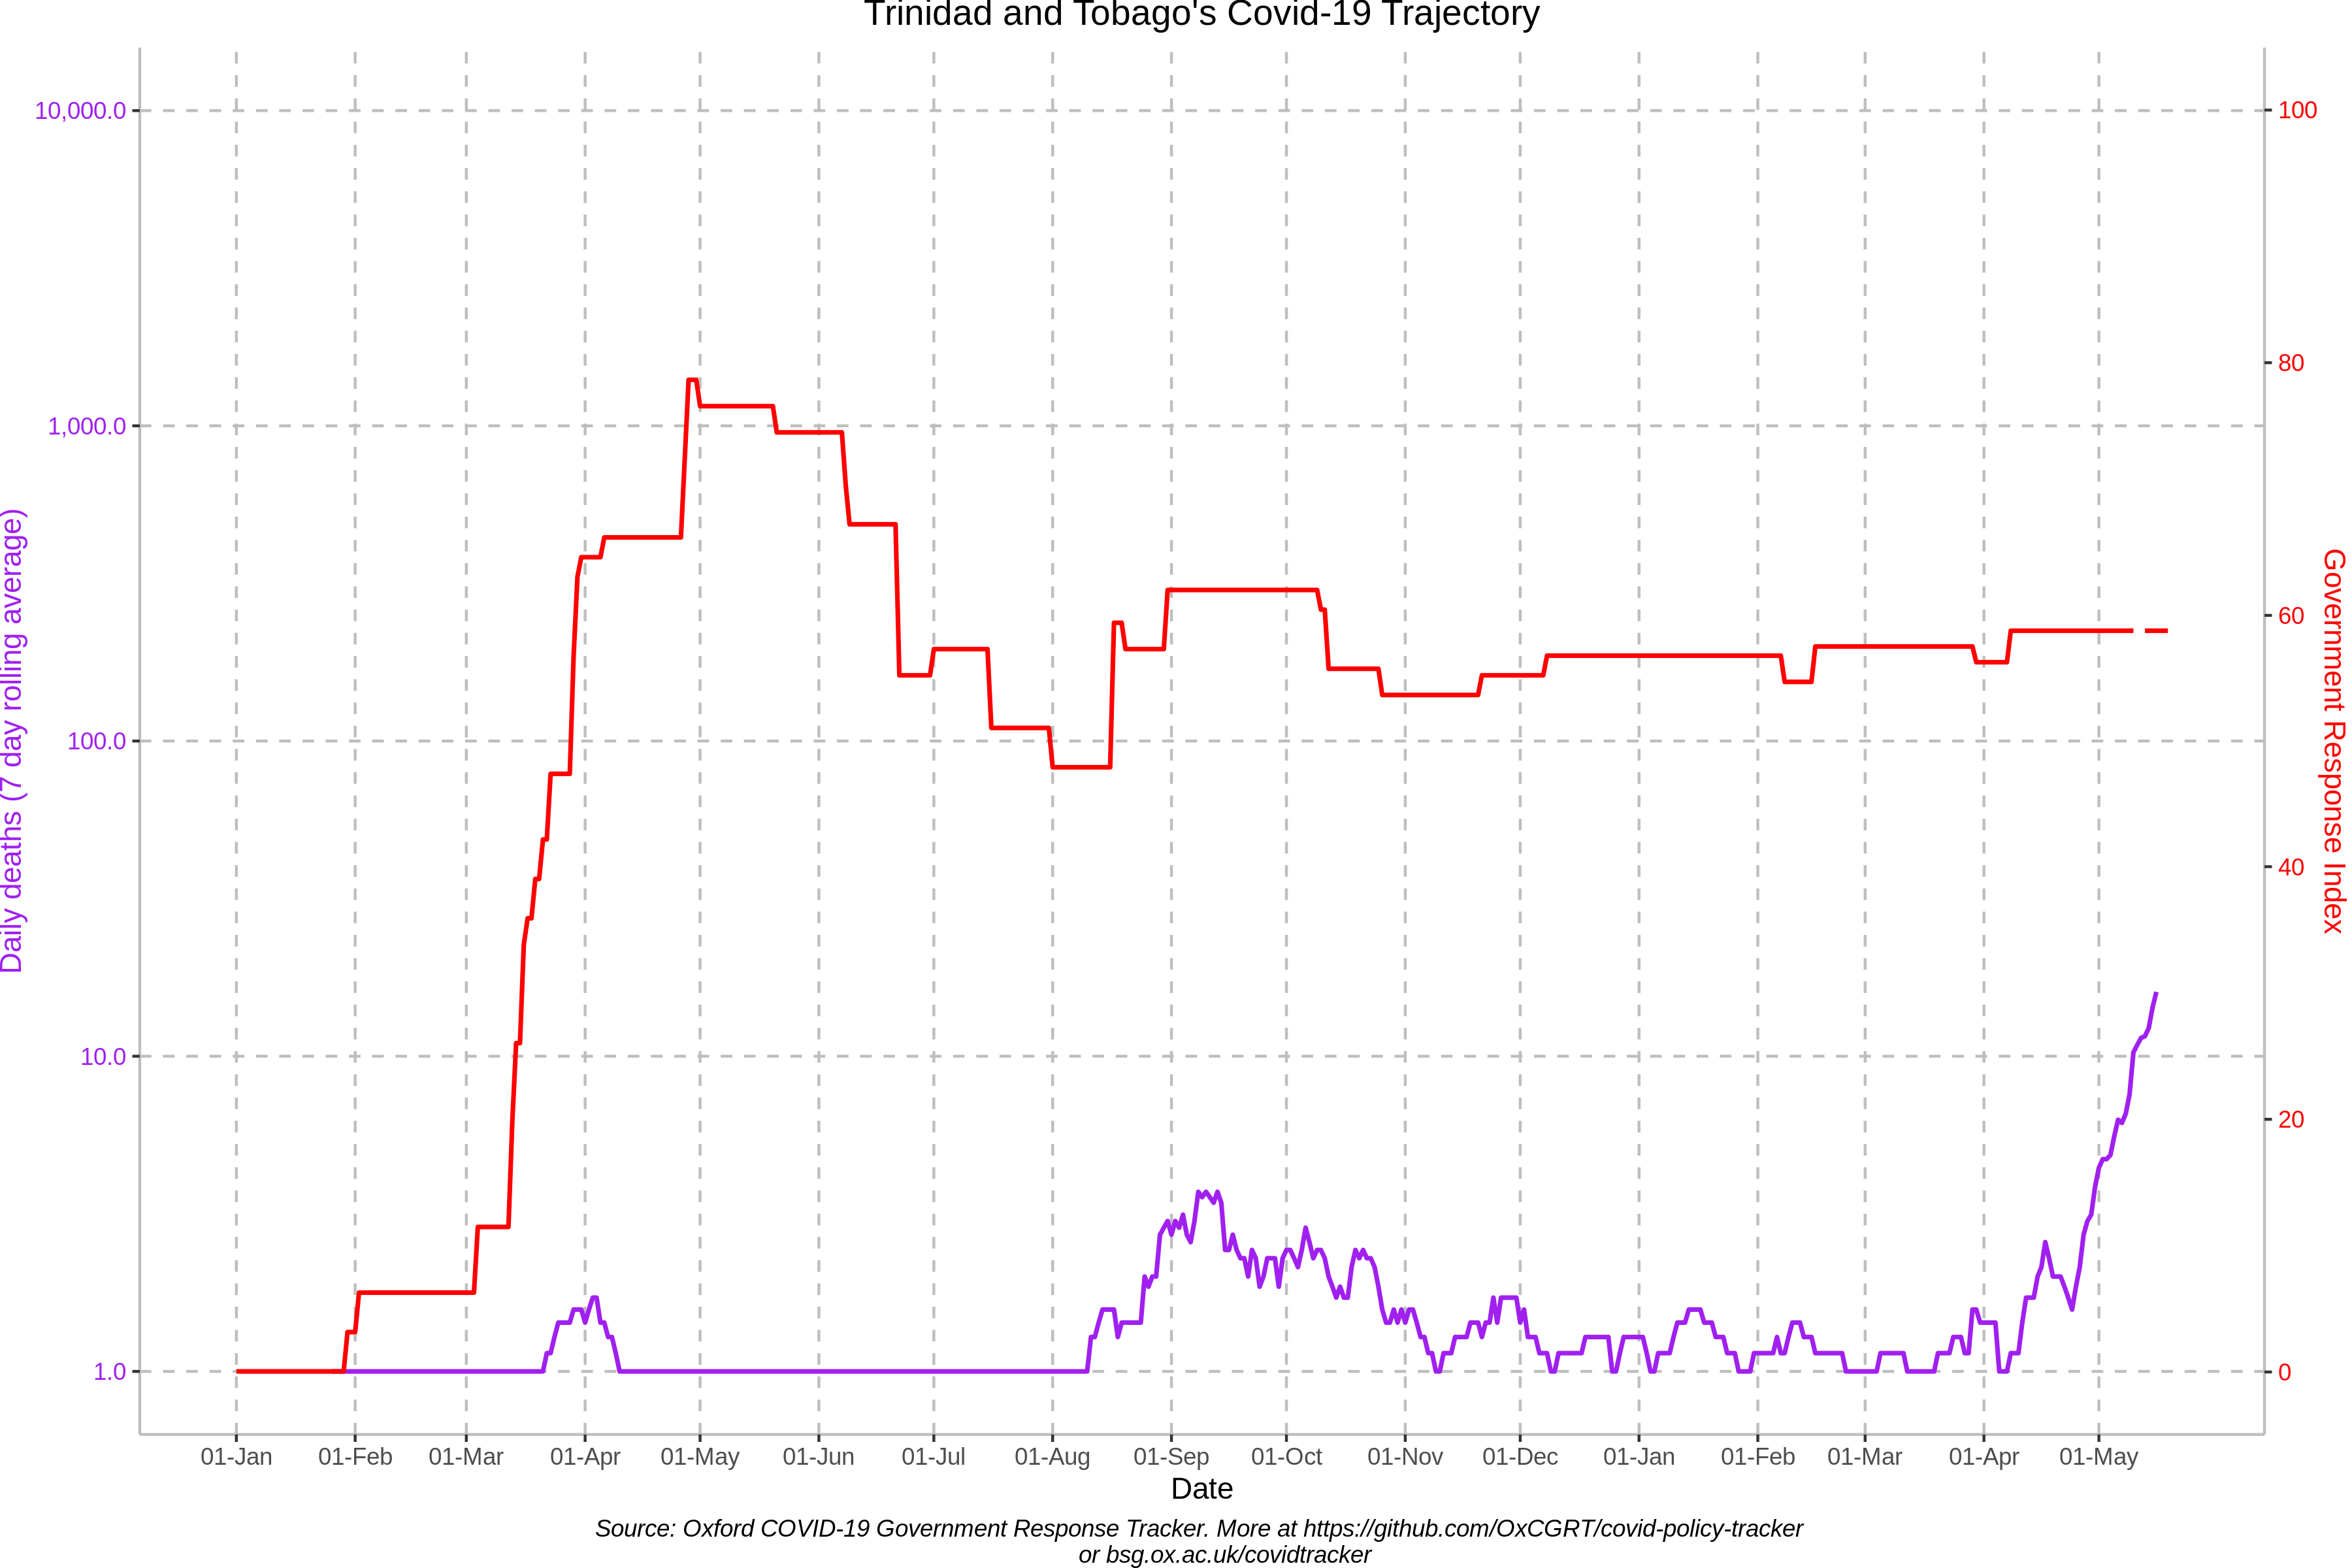 Trinidad and Tobago's Covid-19 Trajectory
10,000.0
1,000.0
100.0
10.0
1.0
Daily deaths (7 day rolling average)
100
80
60
40
20
0
Government Response Index
01-Jan 01-Feb 01-Mar 01-Apr 01-May 01-Jun 01-Jul 01-Aug 01-Sep 01-Oct 01-Nov 01-Dec 01-Jan 01-Feb 01-Mar 01-Apr 01-May
Date
Source: Oxford COVID-19 Government Response Tracker. More at https://github.com/OxCGRT/covid-policy-tracker
or bsg.ox.ac.uk/covidtracker